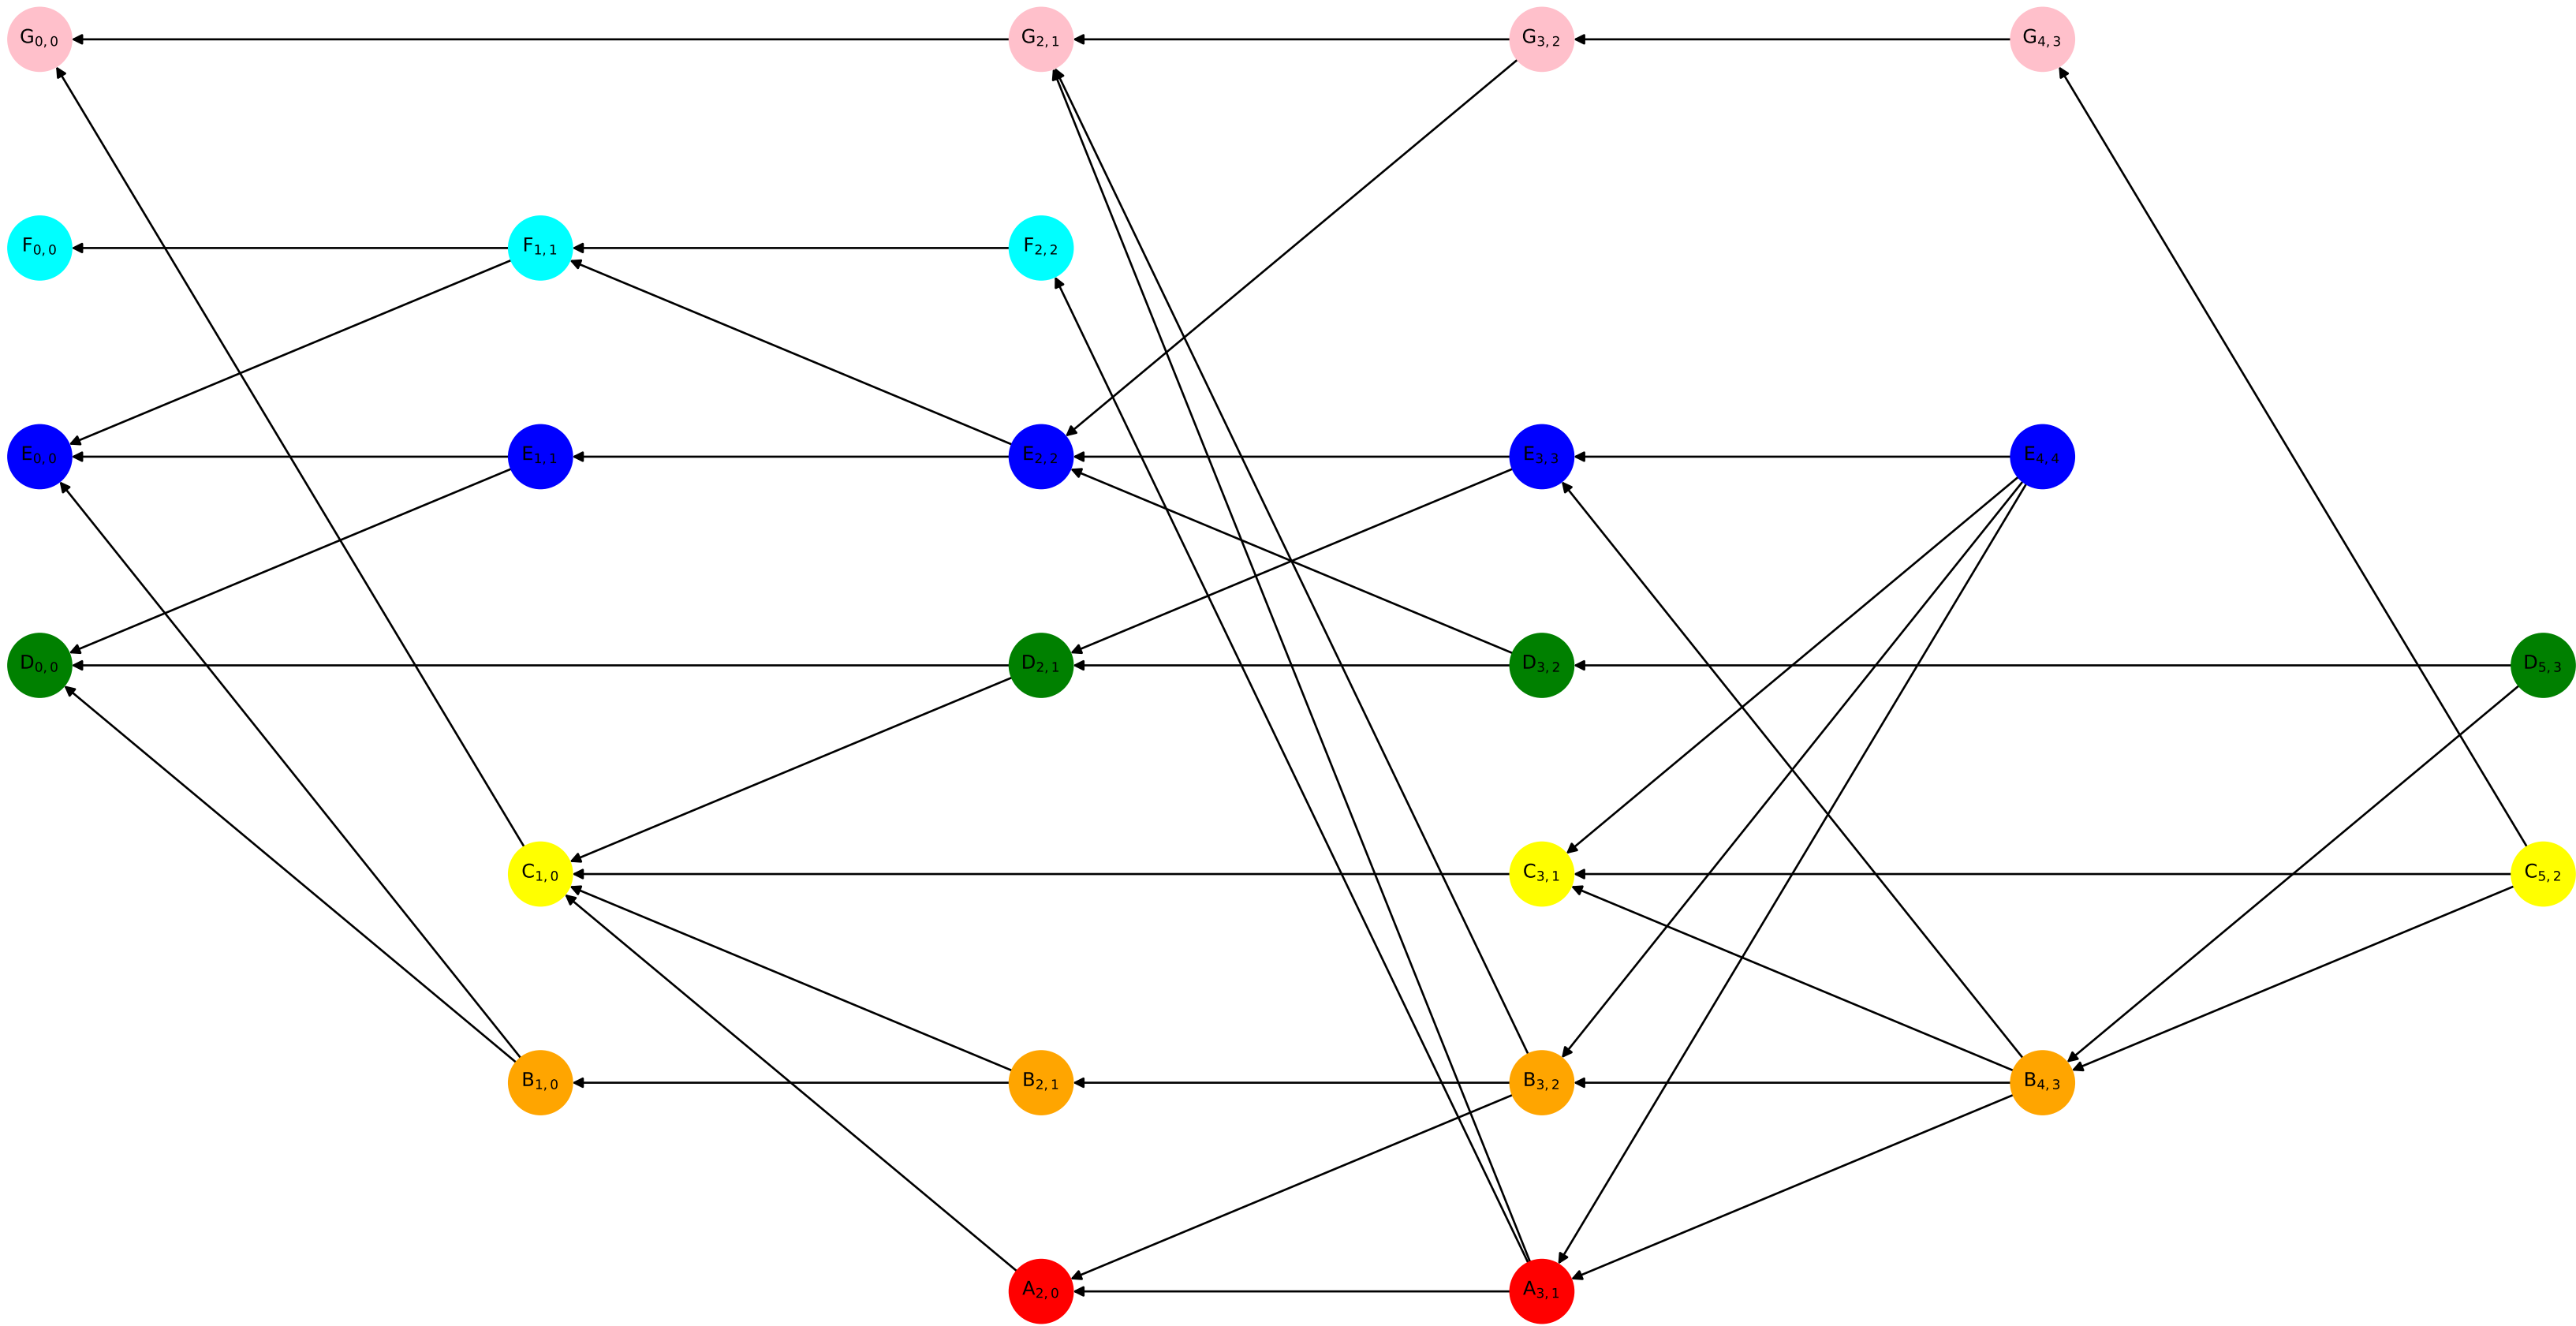 G0,0 G2,1 G3,2 G4,3
F0,0 F1,1 F2,2
E0,0 E1,1 E2,2 E3,3 E4,4
D0,0 D2,1 D3,2 D5,3
C1,0 C3,1 C5,2
B1,0 B2,1 B3,2 B4,3
A2,0 A3,1